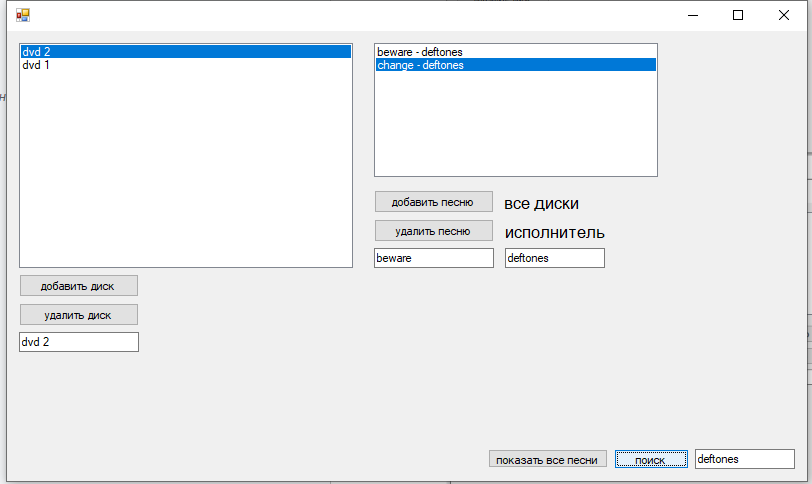 dvd 2
dvd 1
beware - deftones
change - deftones
добавить песню
все диски
удалить песню
исполнитель
beware
deftones
добавить диск
удалить диск
dvd 2
показать все песни
поиск
deftones